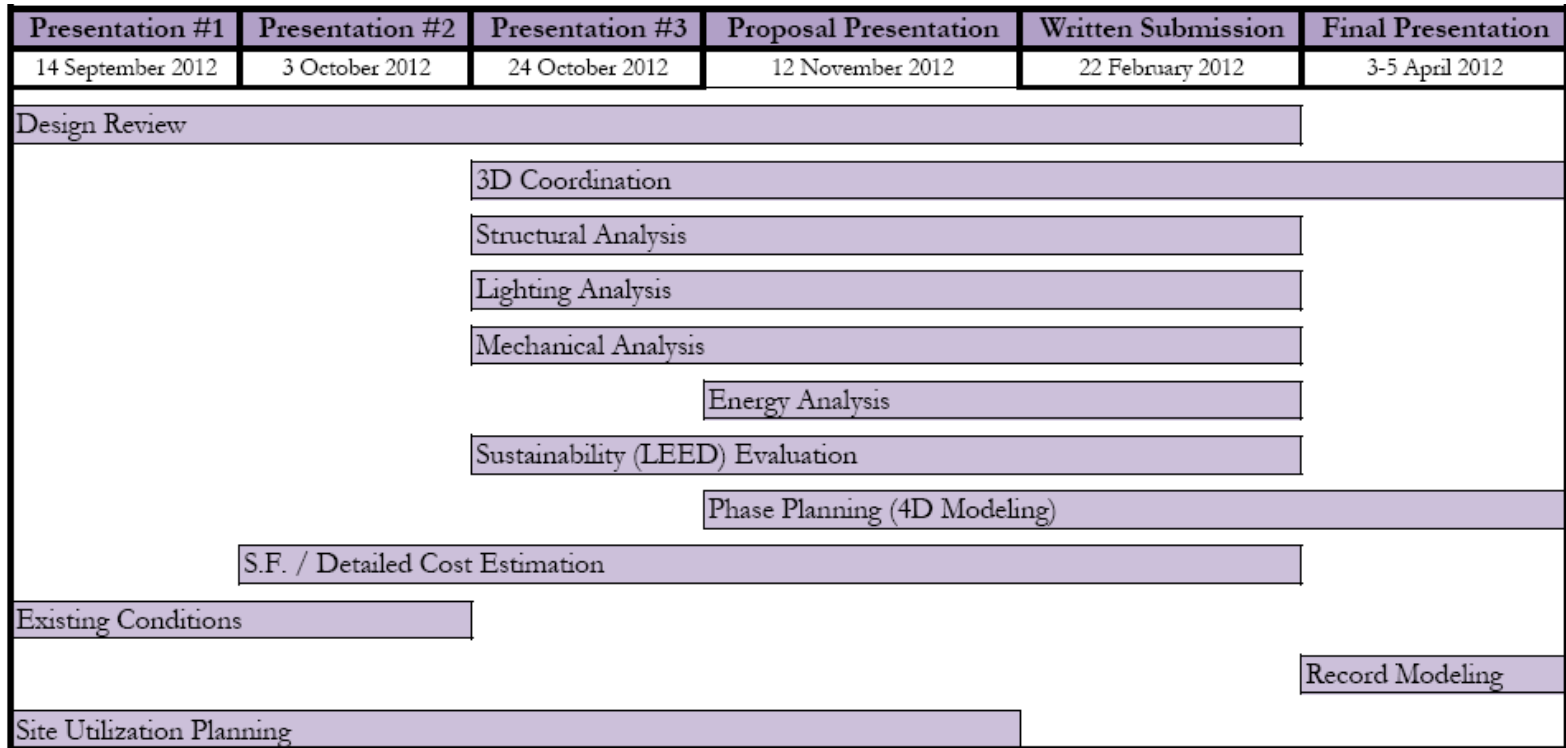 Presentation #1 Presentation #2 Presentation #3 Proposal Presentation Written Submission Final Presentation
14 September 2012 3 October 2012 24 October 2012 12 November 2012 22 February 2012 3-5 April 2012
Design Review
3D Coordination
Structural Analysis
Lighting Analysis
Mechanical Analysis
Energy Analysis
Sustainability (LEED) Evaluation
Phase Planning (4D Modeling)
S.F. / Detailed Cost Estimation
Existing Conditions
Record Modeling
Site Utilization Planning